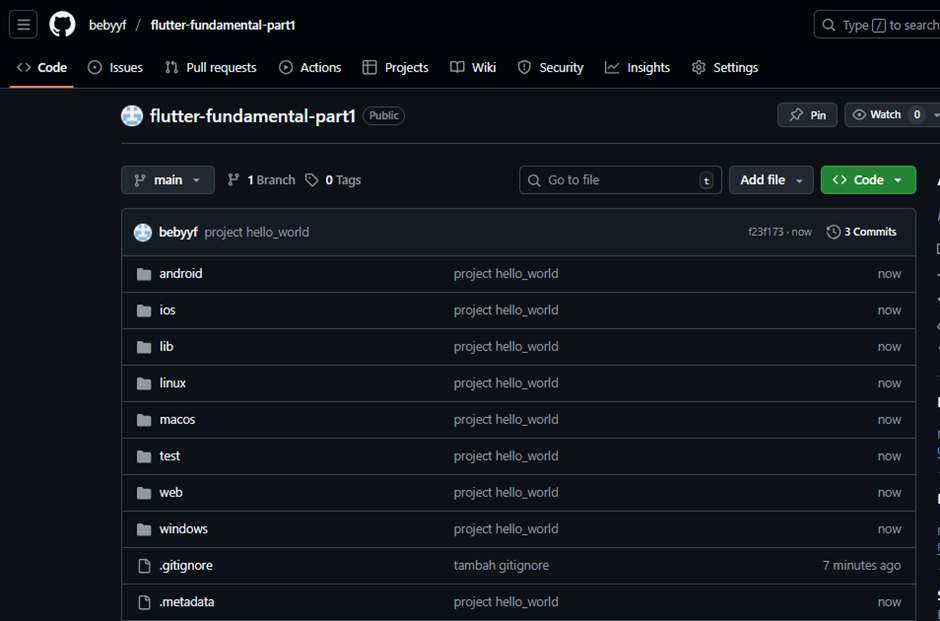 bebyyf / flutter-fundamental-part1 Type / to search
Code Issues Pull requests Actions Projects Wiki Security Insights Settings
flutter-fundamental-part1 Public Pin Watch 0
main 1 Branch 0 Tags Go to file t Add file Code
bebyyf project hello_world f23f173 · now 3 Commits
android project hello_world now
ios project hello_world now
lib project hello_world now
linux project hello_world now
macos project hello_world now
test project hello_world now
web project hello_world now
windows project hello_world now
.gitignore tambah gitignore 7 minutes ago
.metadata project hello_world now